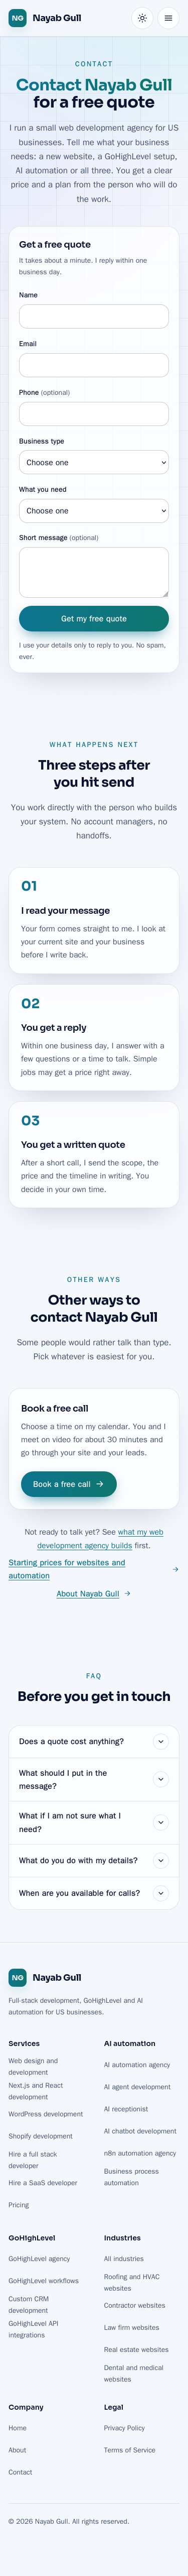 NG Nayab Gull
CONTACT
Contact Nayab Gull
for a free quote
I run a small web development agency for US
businesses. Tell me what your business
needs: a new website, a GoHighLevel setup,
AI automation or all three. You get a clear
price and a plan from the person who will do
the work.
Get a free quote
It takes about a minute. I reply within one
business day.
Name
Email
Phone (optional)
Business type
Choose one
What you need
Choose one
Short message (optional)
Get my free quote
I use your details only to reply to you. No spam,
ever.
WHAT HAPPENS NEXT
Three steps after
you hit send
You work directly with the person who builds
your system. No account managers, no
handoffs.
01
I read your message
Your form comes straight to me. I look at
your current site and your business
before I write back.
02
You get a reply
Within one business day, I answer with a
few questions or a time to talk. Simple
jobs may get a price right away.
03
You get a written quote
After a short call, I send the scope, the
price and the timeline in writing. You
decide in your own time.
OTHER WAYS
Other ways to
contact Nayab Gull
Some people would rather talk than type.
Pick whatever is easiest for you.
Book a free call
Choose a time on my calendar. You and I
meet on video for about 30 minutes and
go through your site and your leads.
Book a free call →
Not ready to talk yet? See what my web
development agency builds first.
Starting prices for websites and
automation →
About Nayab Gull →
FAQ
Before you get in touch
Does a quote cost anything?
What should I put in the
message?
What if I am not sure what I
need?
What do you do with my details?
When are you available for calls?
NG Nayab Gull
Full-stack development, GoHighLevel and AI
automation for US businesses.
Services
Web design and
development
Next.js and React
development
WordPress development
Shopify development
Hire a full stack
developer
Hire a SaaS developer
Pricing
AI automation
AI automation agency
AI agent development
AI receptionist
AI chatbot development
n8n automation agency
Business process
automation
GoHighLevel
GoHighLevel agency
GoHighLevel workflows
Custom CRM
development
GoHighLevel API
integrations
Industries
All industries
Roofing and HVAC
websites
Contractor websites
Law firm websites
Real estate websites
Dental and medical
websites
Company
Home
About
Contact
Legal
Privacy Policy
Terms of Service
© 2026 Nayab Gull. All rights reserved.